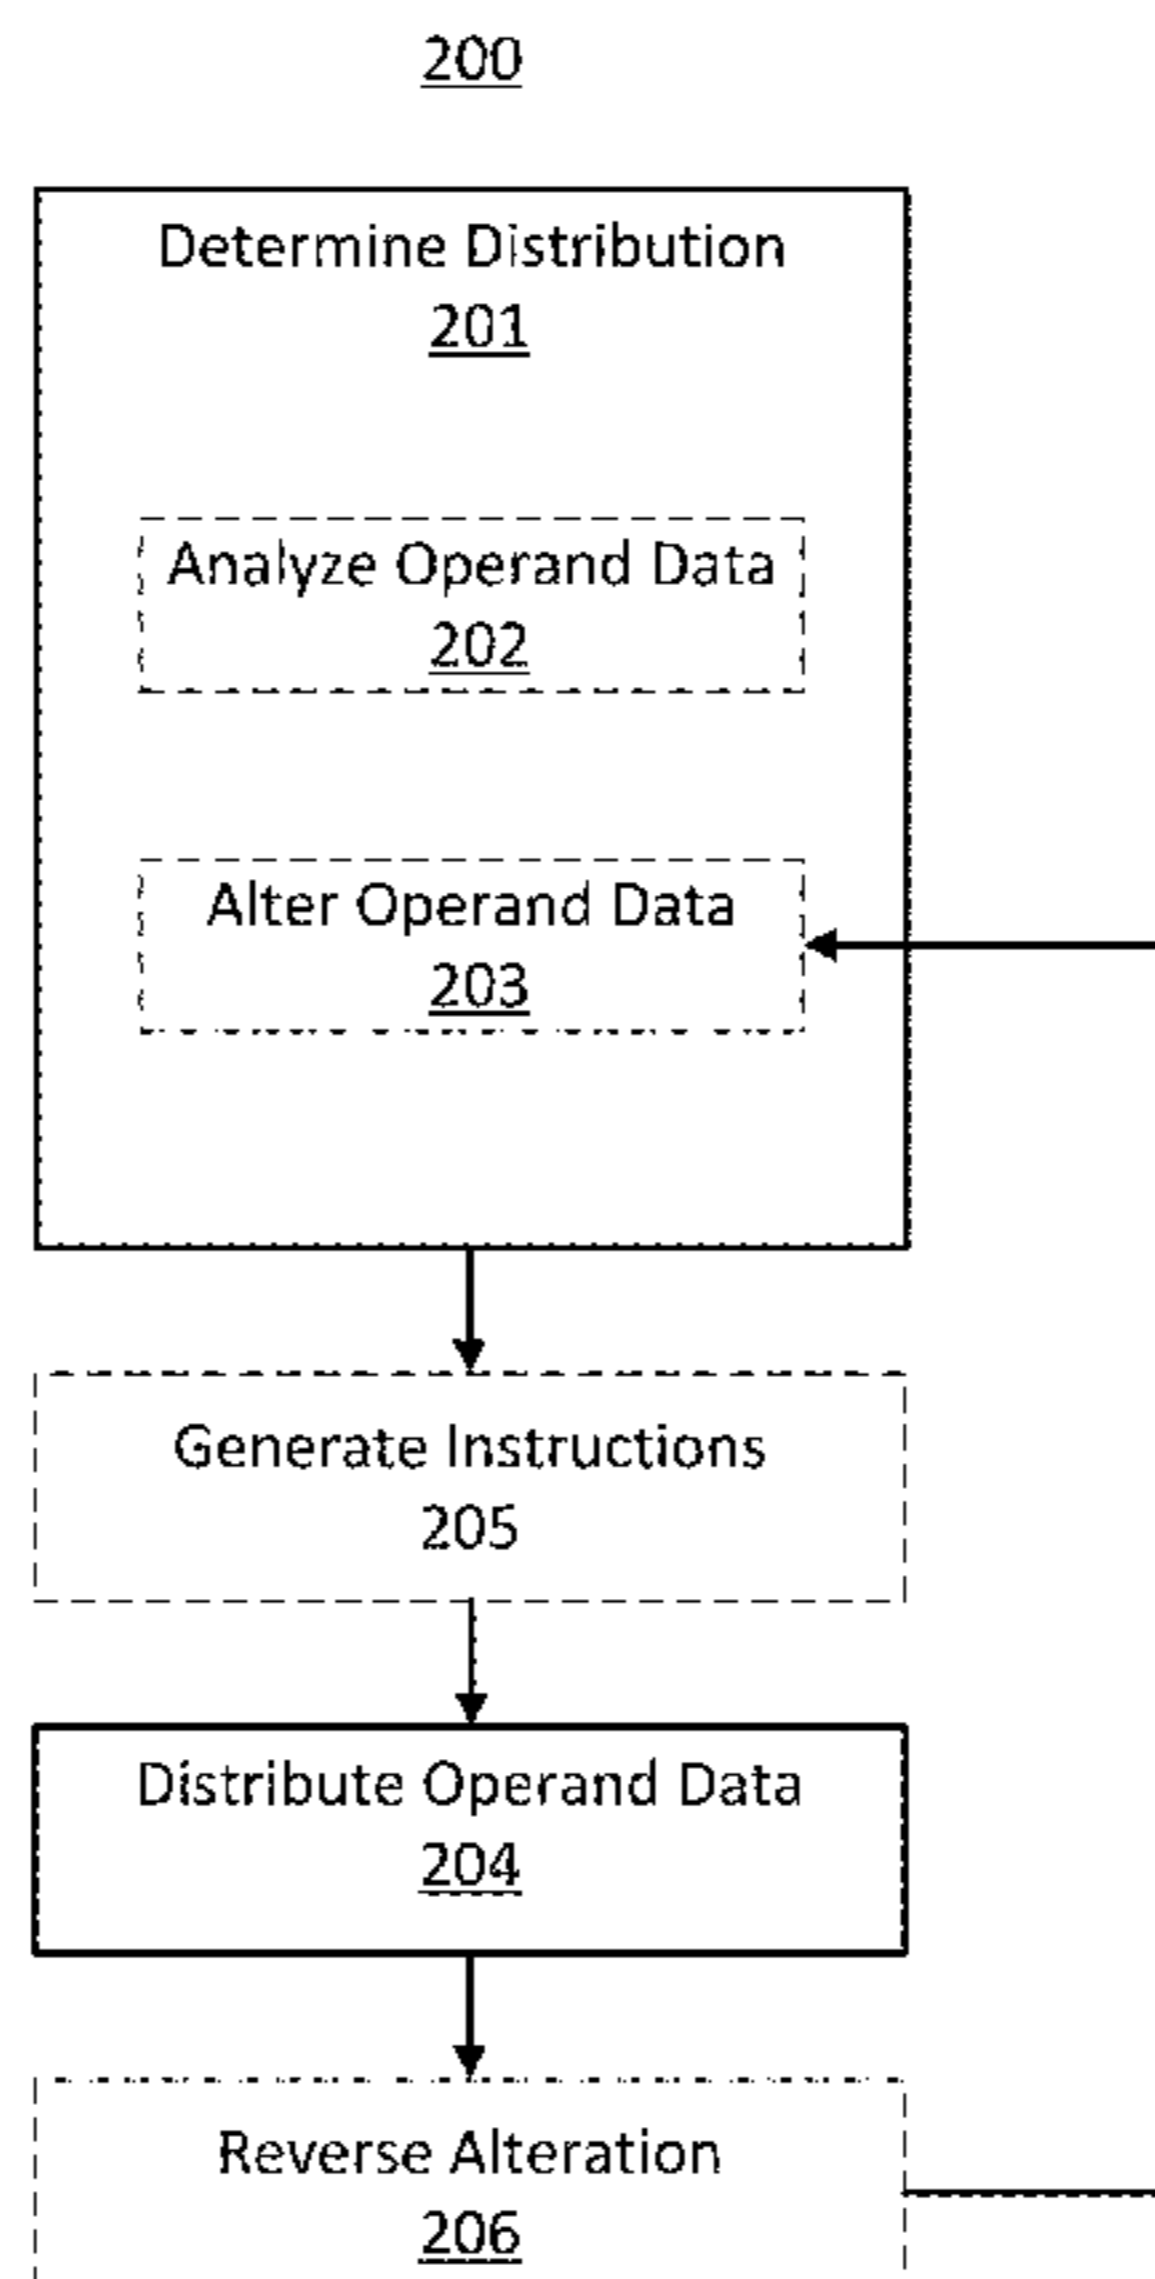 200
Determine Distribution
201
Analyze Operand Data
202
Alter Operand Data
203
Generate Instructions
205
Distribute Operand Data
204
Reverse Alteration
206